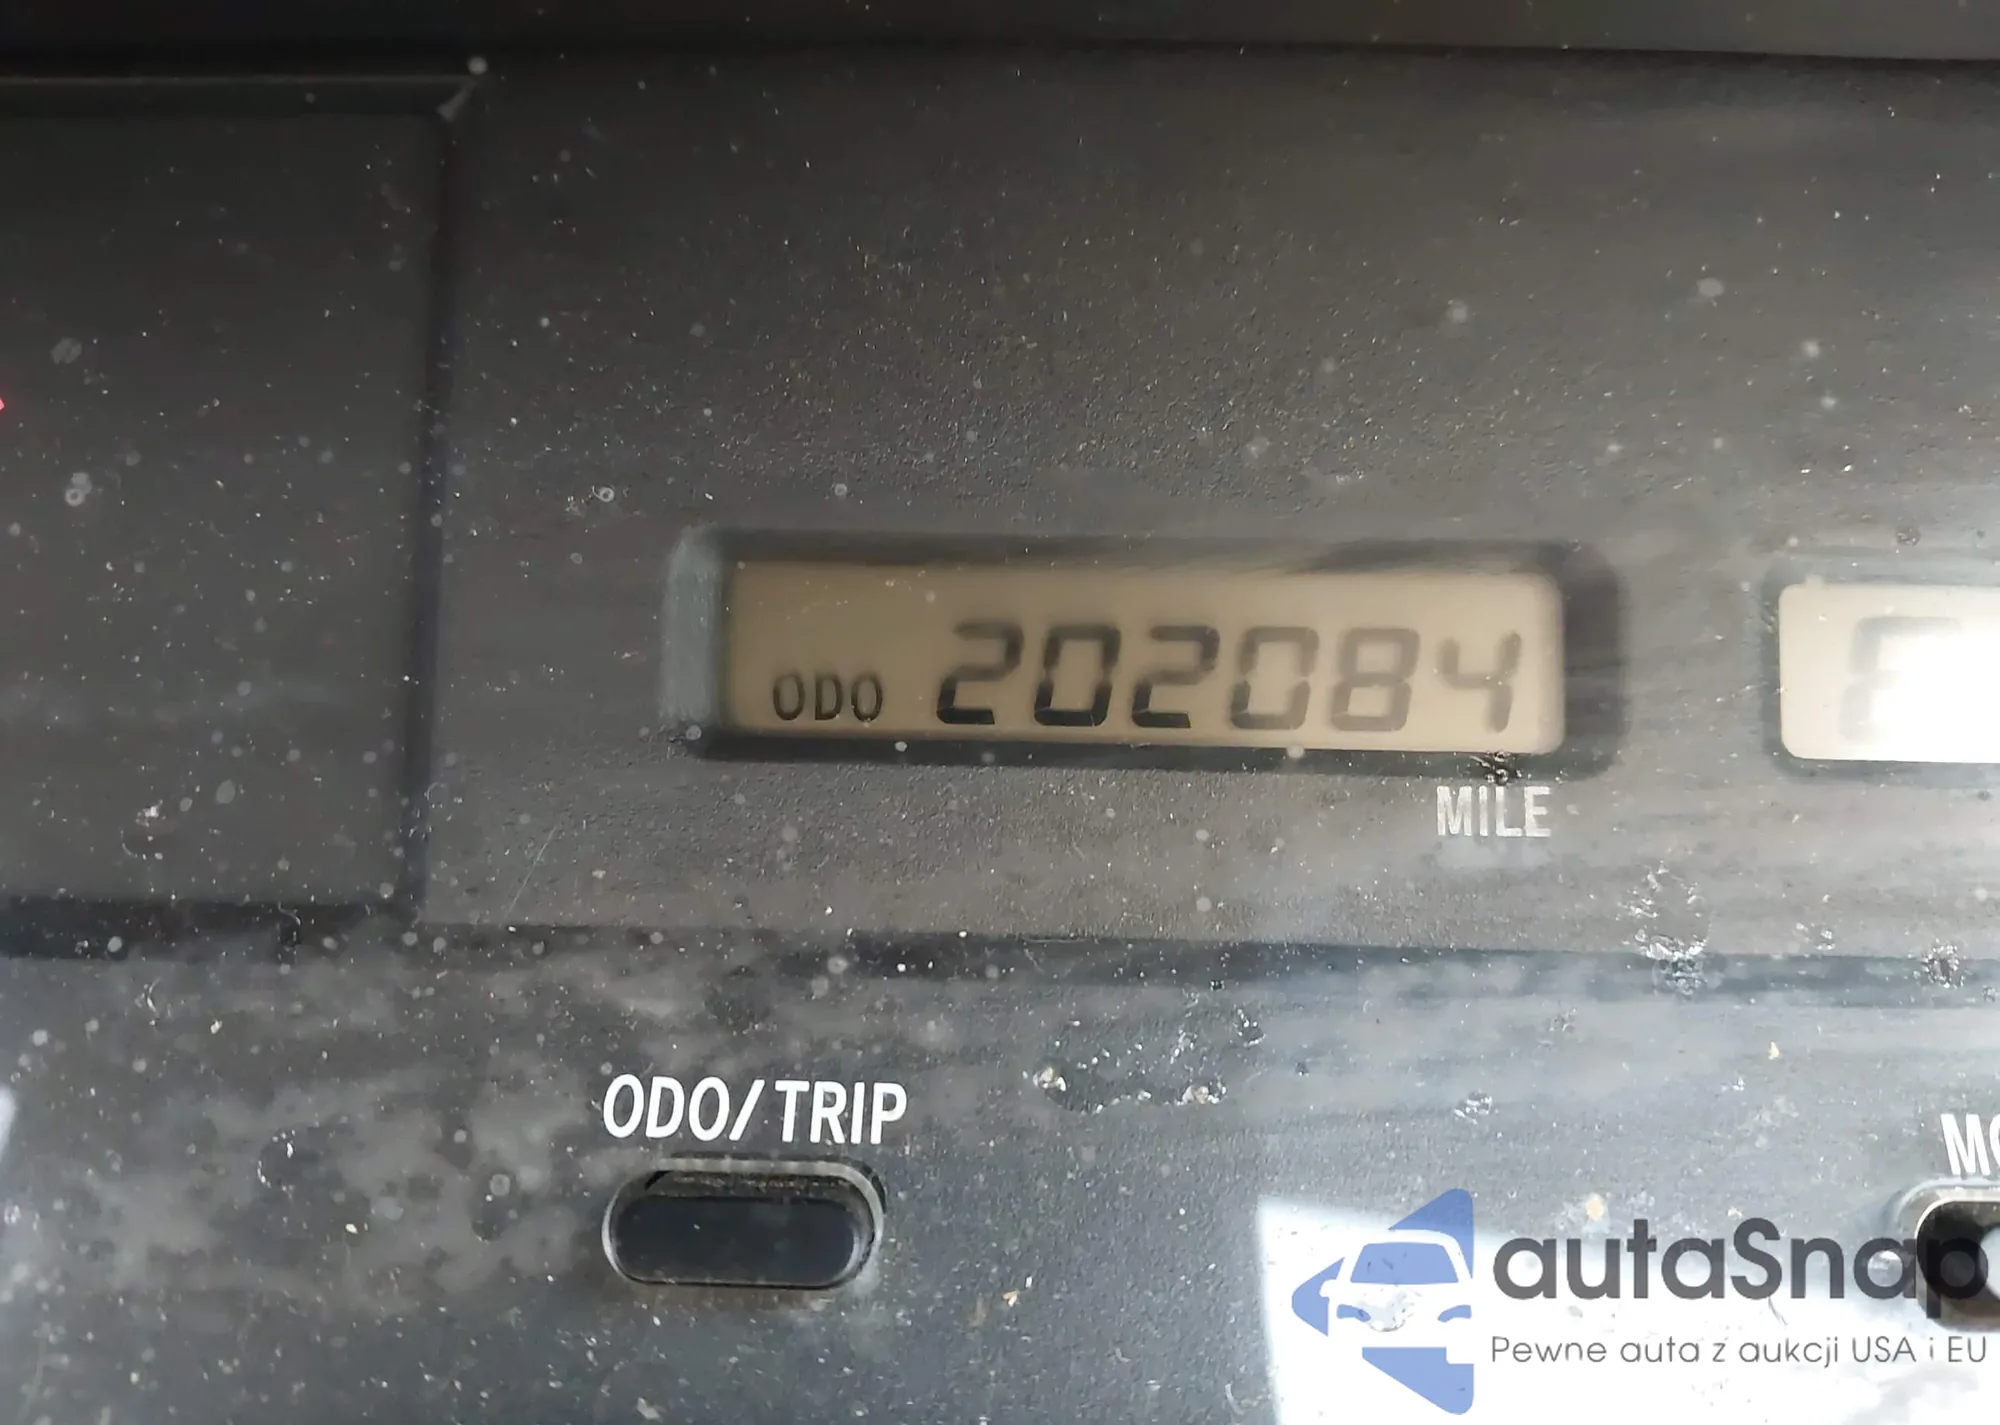 ODO 202084
MILE
ODO/TRIP
autaSnap
Pewne auta z aukcji USA i EU